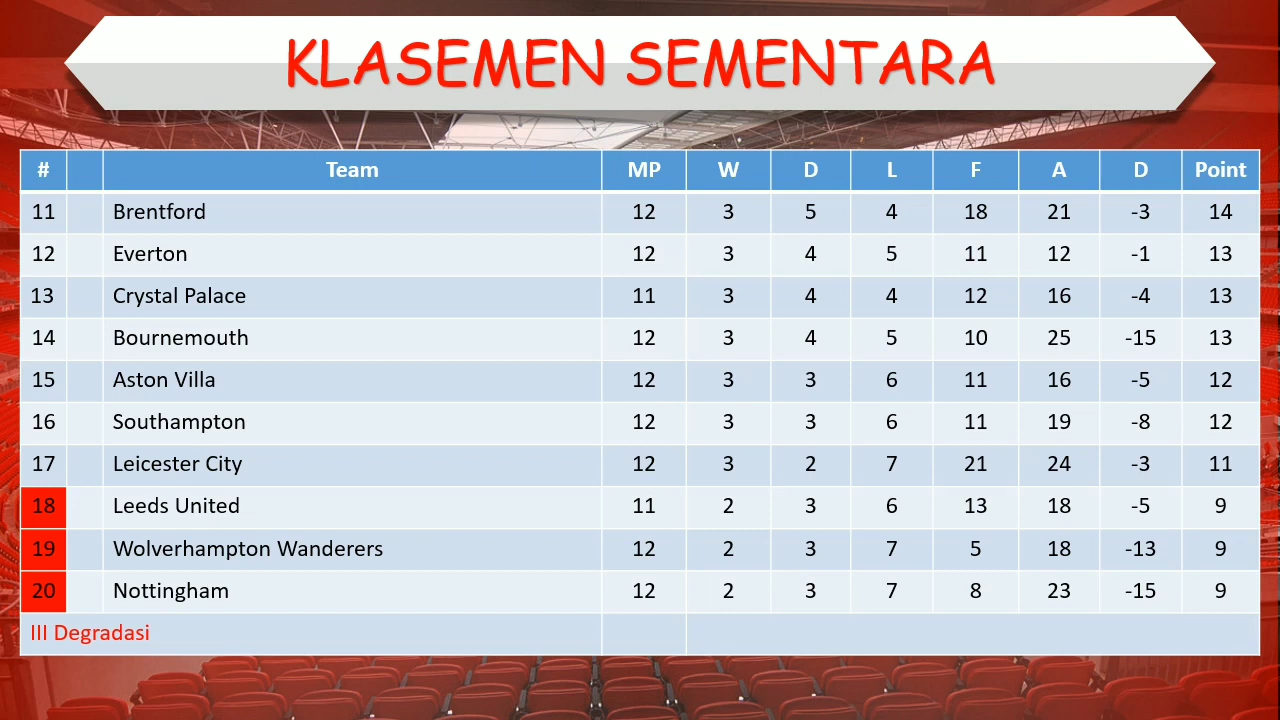 KLASEMEN SEMENTARA
# Team MP W D L F A D Point
11 Brentford 12 3 5 4 18 21 -3 14
12 Everton 12 3 4 5 11 12 -1 13
13 Crystal Palace 11 3 4 4 12 16 -4 13
14 Bournemouth 12 3 4 5 10 25 -15 13
15 Aston Villa 12 3 3 6 11 16 -5 12
16 Southampton 12 3 3 6 11 19 -8 12
17 Leicester City 12 3 2 7 21 24 -3 11
18 Leeds United 11 2 3 6 13 18 -5 9
19 Wolverhampton Wanderers 12 2 3 7 5 18 -13 9
20 Nottingham 12 2 3 7 8 23 -15 9
III Degradasi